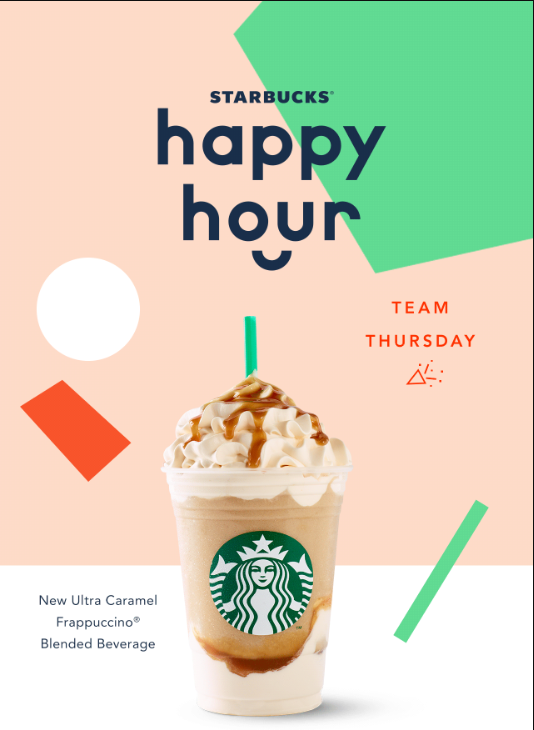 STARBUCKS®
happy
hour
TEAM
THURSDAY
New Ultra Caramel
Frappuccino®
Blended Beverage